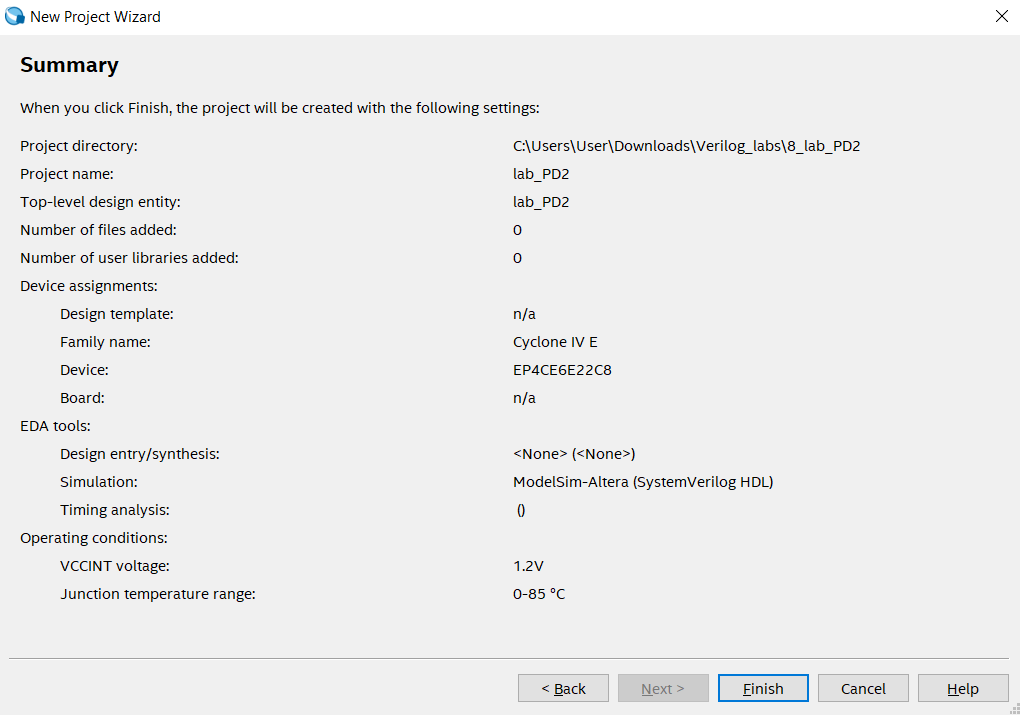 New Project Wizard
Summary
When you click Finish, the project will be created with the following settings:
Project directory: C:\Users\User\Downloads\Verilog_labs\8_lab_PD2
Project name: lab_PD2
Top-level design entity: lab_PD2
Number of files added: 0
Number of user libraries added: 0
Device assignments:
Design template: n/a
Family name: Cyclone IV E
Device: EP4CE6E22C8
Board: n/a
EDA tools:
Design entry/synthesis: <None> (<None>)
Simulation: ModelSim-Altera (SystemVerilog HDL)
Timing analysis: ()
Operating conditions:
VCCINT voltage: 1.2V
Junction temperature range: 0-85 ºC
< Back Next > Finish Cancel Help